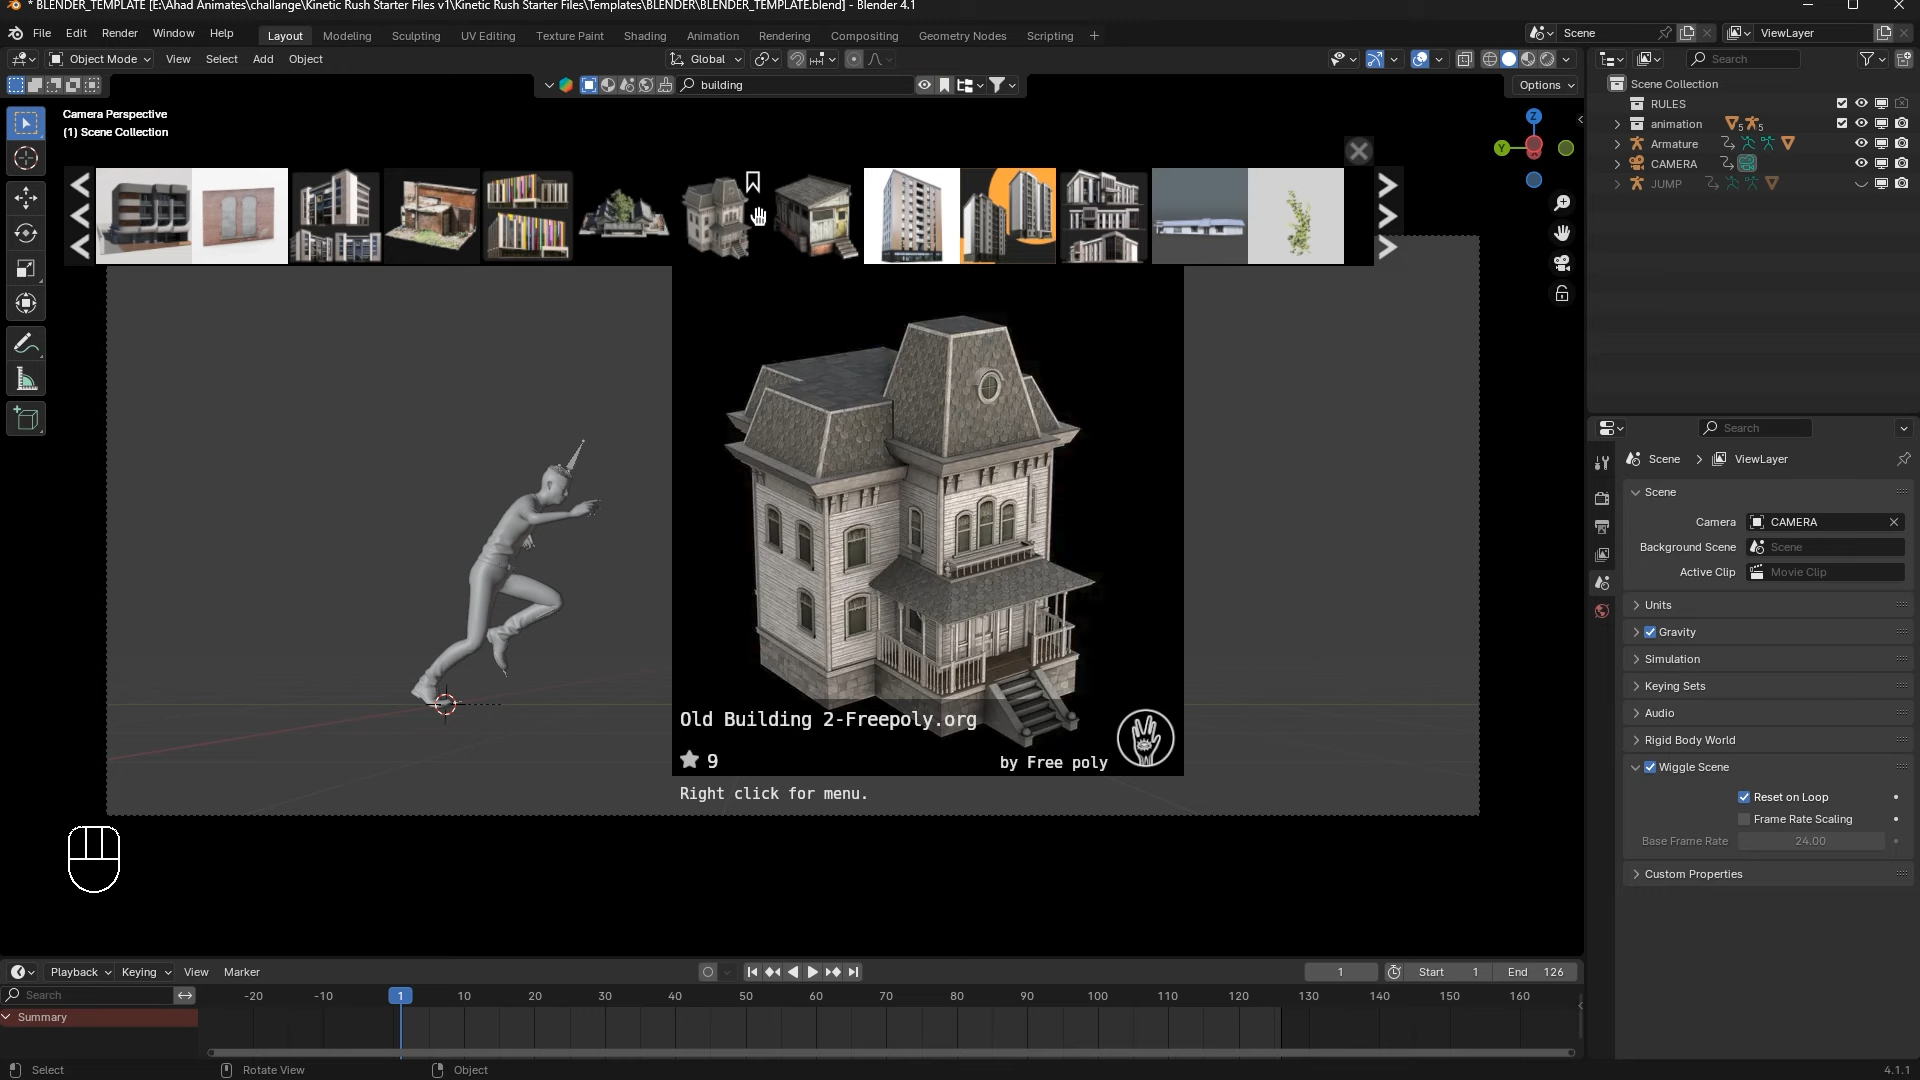 * BLENDER_TEMPLATE [E:\Ahad Animates\challange\Kinetic Rush Starter Files v1\Kinetic Rush Starter Files\Templates\BLENDER\BLENDER_TEMPLATE.blend] - Blender 4.1
File Edit Render Window Help
Layout Modeling Sculpting UV Editing Texture Paint Shading Animation Rendering Compositing Geometry Nodes Scripting
Scene
ViewLayer
Object Mode View Select Add Object
Global
Search
building
Options
Camera Perspective
(1) Scene Collection
Z
Y
Scene Collection
RULES
animation 5 5
Armature
CAMERA
JUMP
Old Building 2-Freepoly.org
9
by Free poly
Right click for menu.
Search
Scene ViewLayer
Scene
Camera CAMERA
Background Scene Scene
Active Clip Movie Clip
Units
Gravity
Simulation
Keying Sets
Audio
Rigid Body World
Wiggle Scene
Reset on Loop
Frame Rate Scaling
Base Frame Rate 24.00
Custom Properties
Playback Keying View Marker
1
Start 1
End 126
Search
-20 -10 1 10 20 30 40 50 60 70 80 90 100 110 120 130 140 150 160
Summary
Select
Rotate View
Object
4.1.1